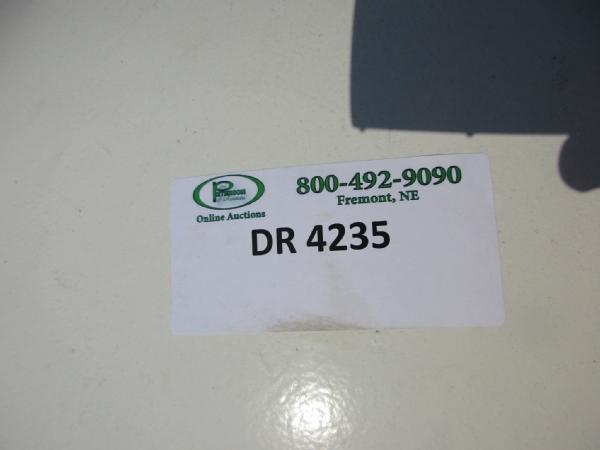 800-492-9090
Fremont, NE
Online Auctions
DR 4235